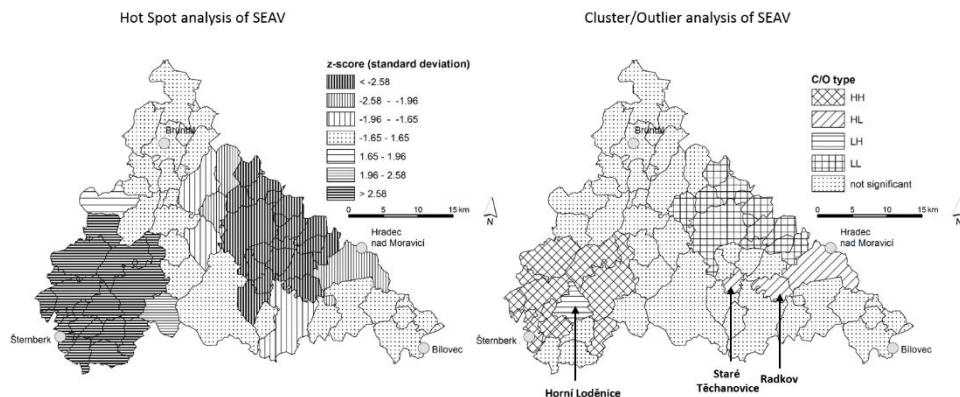 Hot Spot analysis of SEAV
Cluster/Outlier analysis of SEAV
z-score (standard deviation)
< -2.58
-2.58 - -1.96
-1.96 - -1.65
-1.65 - 1.65
1.65 - 1.96
1.96 - 2.58
> 2.58
0 5 10 15 km
N
Bruntál
Hradec
nad Moravicí
Šternberk
Bílovec
C/O type
HH
HL
LH
LL
not significant
0 5 10 15 km
N
Bruntál
Hradec
nad Moravicí
Šternberk
Bílovec
Horní Loděnice
Staré
Těchanovice
Radkov